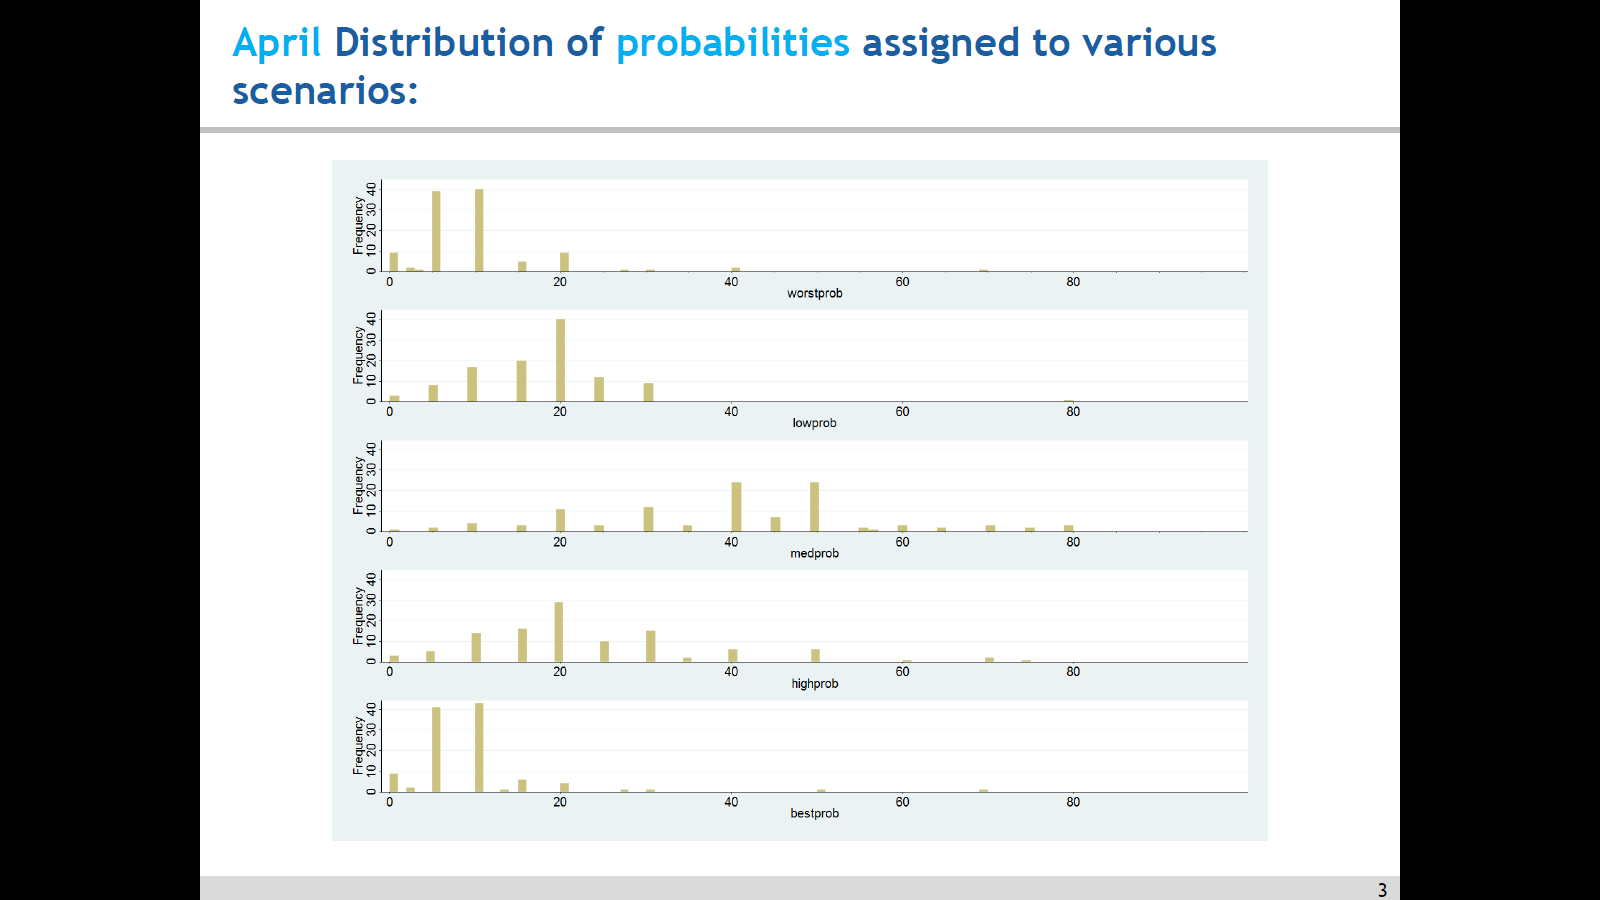 April Distribution of probabilities assigned to various
scenarios:
Frequency
0 10 20 30 40
0 20 40 60 80
worstprob
Frequency
0 10 20 30 40
0 20 40 60 80
lowprob
Frequency
0 10 20 30 40
0 20 40 60 80
medprob
Frequency
0 10 20 30 40
0 20 40 60 80
highprob
Frequency
0 10 20 30 40
0 20 40 60 80
bestprob
3